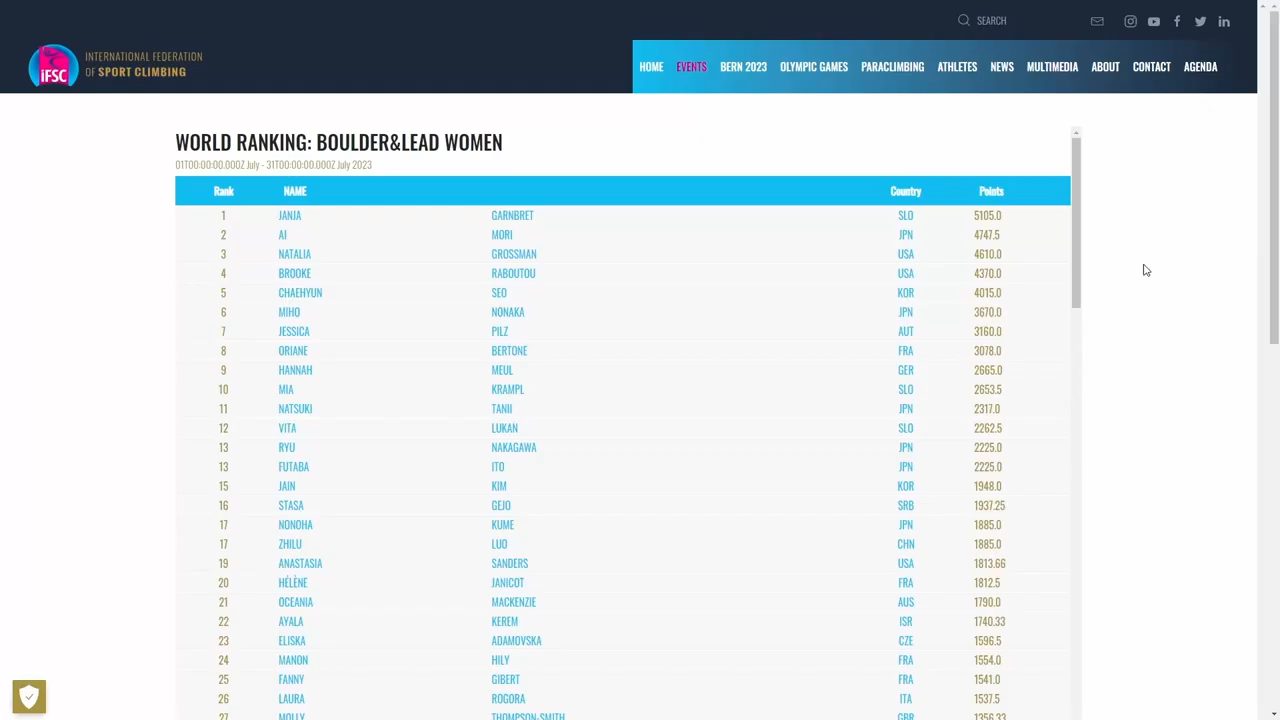 SEARCH
INTERNATIONAL FEDERATION
OF SPORT CLIMBING
IFSC
HOME EVENTS BERN 2023 OLYMPIC GAMES PARACLIMBING ATHLETES NEWS MULTIMEDIA ABOUT CONTACT AGENDA
WORLD RANKING: BOULDER&LEAD WOMEN
01T00:00:00.000Z July - 31T00:00:00.000Z July 2023
Rank NAME Country Points
1 JANJA GARNBRET SLO 5105.0
2 AI MORI JPN 4747.5
3 NATALIA GROSSMAN USA 4610.0
4 BROOKE RABOUTOU USA 4370.0
5 CHAEHYUN SEO KOR 4015.0
6 MIHO NONAKA JPN 3670.0
7 JESSICA PILZ AUT 3160.0
8 ORIANE BERTONE FRA 3078.0
9 HANNAH MEUL GER 2665.0
10 MIA KRAMPL SLO 2653.5
11 NATSUKI TANII JPN 2317.0
12 VITA LUKAN SLO 2262.5
13 RYU NAKAGAWA JPN 2225.0
13 FUTABA ITO JPN 2225.0
15 JAIN KIM KOR 1948.0
16 STASA GEJO SRB 1937.25
17 NONOHA KUME JPN 1885.0
17 ZHILU LUO CHN 1885.0
19 ANASTASIA SANDERS USA 1813.66
20 HÉLÈNE JANICOT FRA 1812.5
21 OCEANIA MACKENZIE AUS 1790.0
22 AYALA KEREM ISR 1740.33
23 ELISKA ADAMOVSKA CZE 1596.5
24 MANON HILY FRA 1554.0
25 FANNY GIBERT FRA 1541.0
26 LAURA ROGORA ITA 1537.5
27 MOLLY THOMPSON-SMITH GBR 1356.33